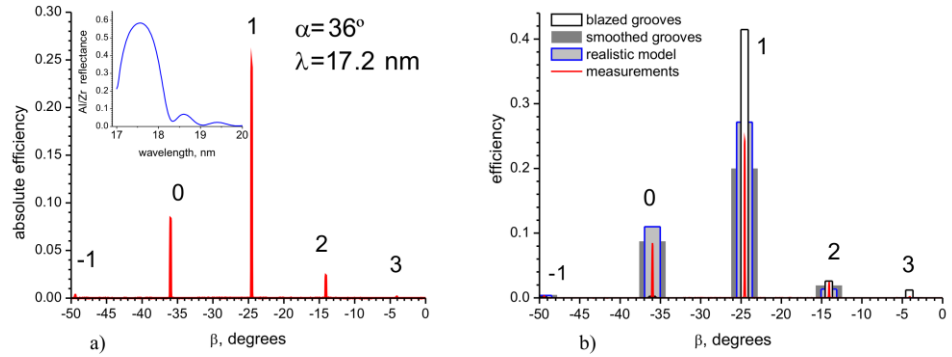 absolute efficiency
0.30
0.25
0.20
0.15
0.10
0.05
0.00
-50 -45 -40 -35 -30 -25 -20 -15 -10 -5 0
β, degrees
a)
Al/Zr reflectance
0.6
0.5
0.4
0.3
0.2
0.1
0.0
17 18 19 20
wavelength, nm
α=36º
λ=17.2 nm
-1 0 1 2 3
efficiency
0.4
0.3
0.2
0.1
0.0
-50 -45 -40 -35 -30 -25 -20 -15 -10 -5 0
β, degrees
b)
blazed grooves
smoothed grooves
realistic model
measurements
-1 0 1 2 3